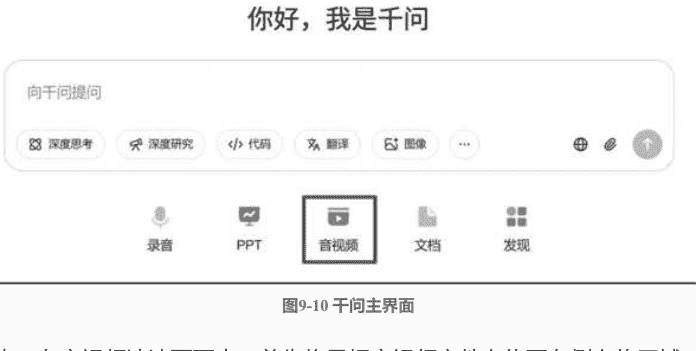 你好，我是千问
向千问提问
深度思考 深度研究 </> 代码 翻译 图像 ...
录音 PPT 音视频 文档 发现
图9-10 千问主界面